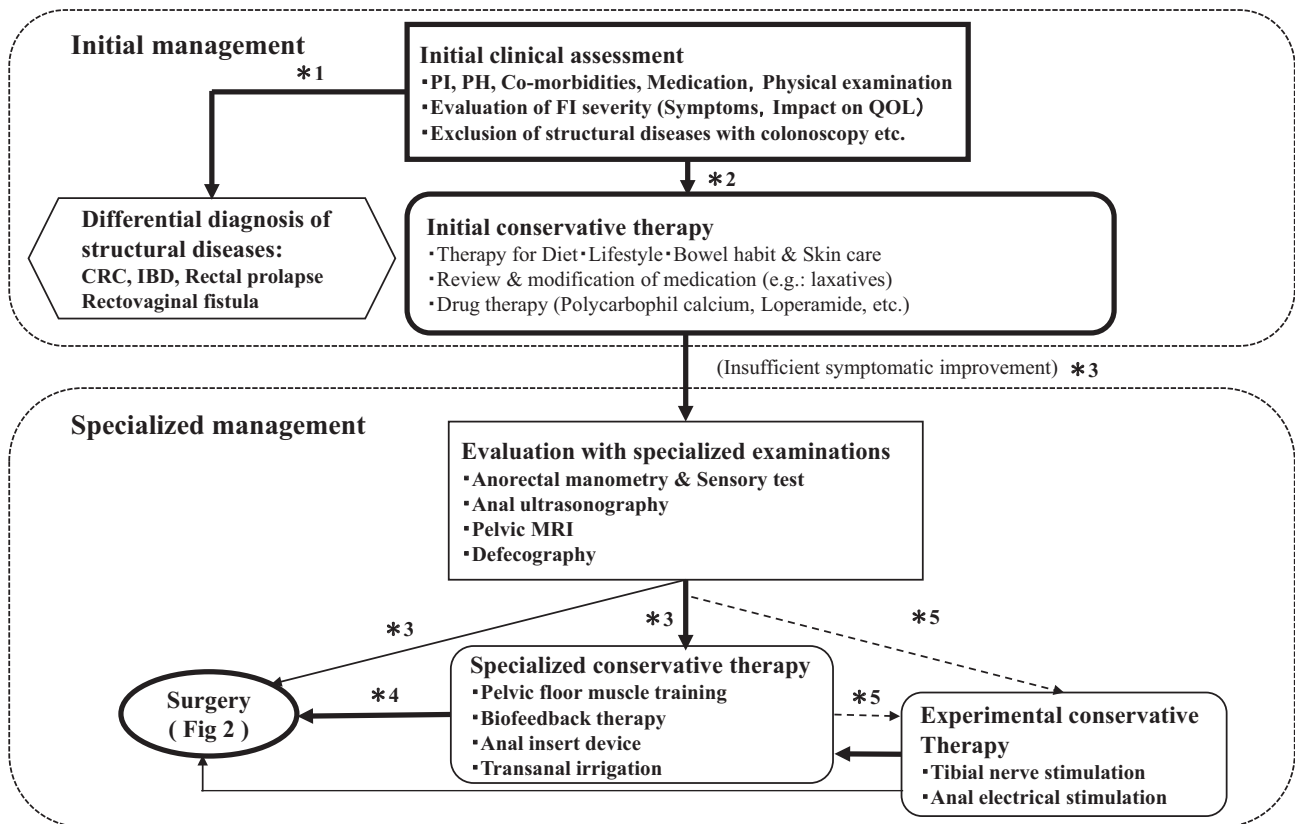 Initial management
＊1
Initial clinical assessment
・PI, PH, Co-morbidities, Medication, Physical examination
・Evaluation of FI severity (Symptoms, Impact on QOL）
・Exclusion of structural diseases with colonoscopy etc.
＊2
Differential diagnosis of
structural diseases:
CRC, IBD, Rectal prolapse
Rectovaginal fistula
Initial conservative therapy
・Therapy for Diet・Lifestyle・Bowel habit & Skin care
・Review & modification of medication (e.g.: laxatives)
・Drug therapy (Polycarbophil calcium, Loperamide, etc.)
(Insufficient symptomatic improvement) ＊3
Specialized management
Evaluation with specialized examinations
・Anorectal manometry & Sensory test
・Anal ultrasonography
・Pelvic MRI
・Defecography
＊3
＊3
＊5
Surgery
( Fig 2 )
＊4
Specialized conservative therapy
・Pelvic floor muscle training
・Biofeedback therapy
・Anal insert device
・Transanal irrigation
＊5
Experimental conservative
Therapy
・Tibial nerve stimulation
・Anal electrical stimulation